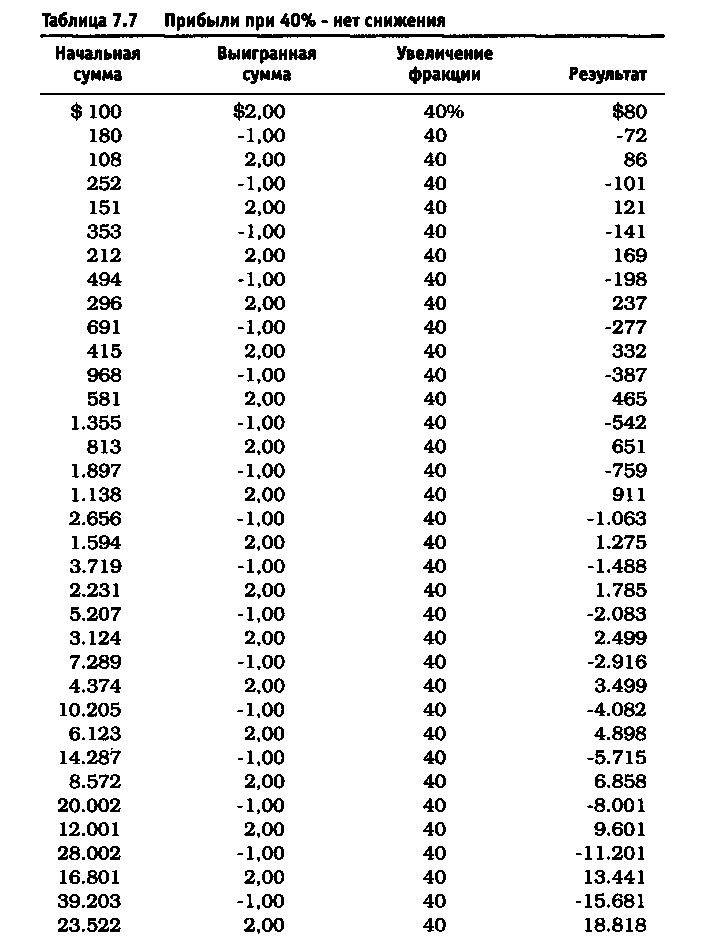 Таблица 7.7 Прибыли при 40% - нет снижения
Начальная сумма Выигранная сумма Увеличение фракции Результат
$ 100 $2,00 40% $80
180 -1,00 40 -72
108 2,00 40 86
252 -1,00 40 -101
151 2,00 40 121
353 -1,00 40 -141
212 2,00 40 169
494 -1,00 40 -198
296 2,00 40 237
691 -1,00 40 -277
415 2,00 40 332
968 -1,00 40 -387
581 2,00 40 465
1.355 -1,00 40 -542
813 2,00 40 651
1.897 -1,00 40 -759
1.138 2,00 40 911
2.656 -1,00 40 -1.063
1.594 2,00 40 1.275
3.719 -1,00 40 -1.488
2.231 2,00 40 1.785
5.207 -1,00 40 -2.083
3.124 2,00 40 2.499
7.289 -1,00 40 -2.916
4.374 2,00 40 3.499
10.205 -1,00 40 -4.082
6.123 2,00 40 4.898
14.287 -1,00 40 -5.715
8.572 2,00 40 6.858
20.002 -1,00 40 -8.001
12.001 2,00 40 9.601
28.002 -1,00 40 -11.201
16.801 2,00 40 13.441
39.203 -1,00 40 -15.681
23.522 2,00 40 18.818